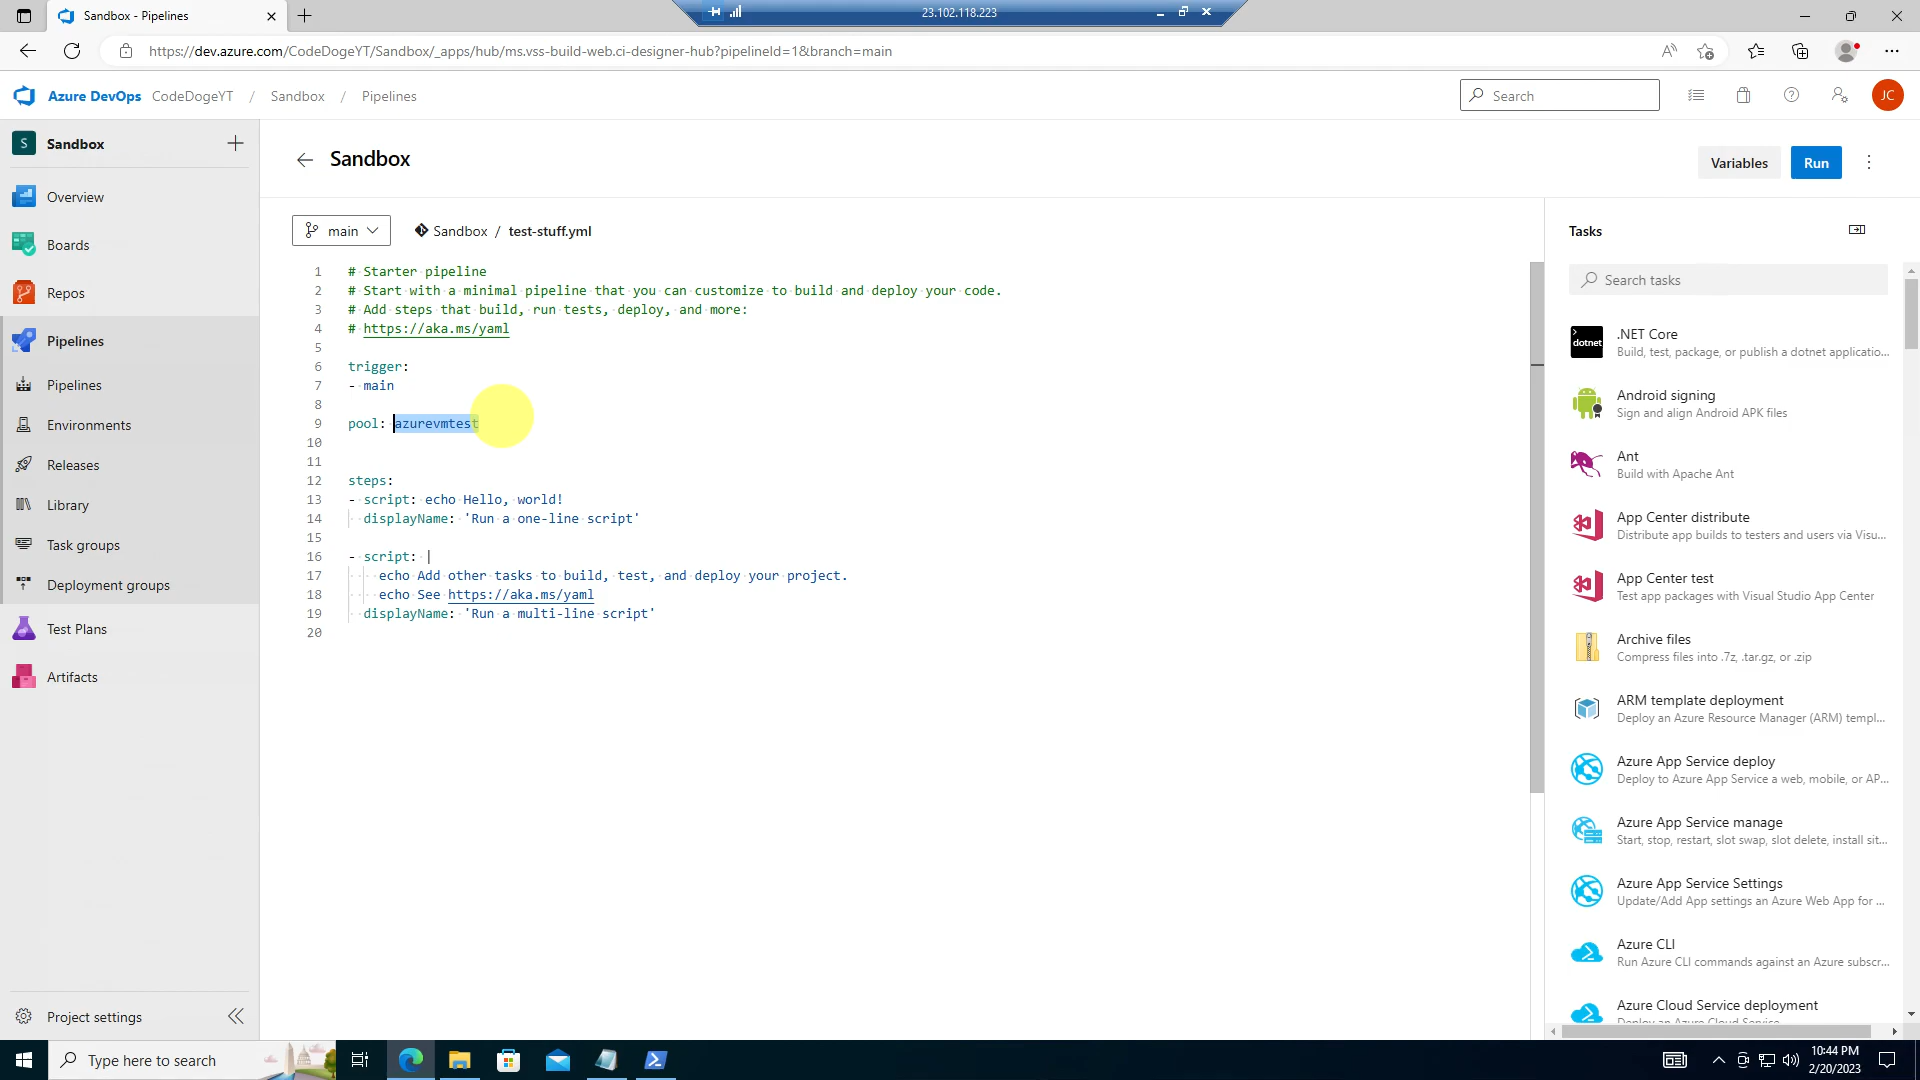 Sandbox - Pipelines
23.102.118.223
https://dev.azure.com/CodeDogeYT/Sandbox/_apps/hub/ms.vss-build-web.ci-designer-hub?pipelineId=1&branch=main
Azure DevOps CodeDogeYT / Sandbox / Pipelines
Search
JC
S Sandbox
Overview
Boards
Repos
Pipelines
Pipelines
Environments
Releases
Library
Task groups
Deployment groups
Test Plans
Artifacts
Project settings
Sandbox
Variables
Run
main
Sandbox / test-stuff.yml
1 # Starter pipeline
2 # Start with a minimal pipeline that you can customize to build and deploy your code.
3 # Add steps that build, run tests, deploy, and more:
4 # https://aka.ms/yaml
5
6 trigger:
7 - main
8
9 pool: azurevmtest
10
11
12 steps:
13 - script: echo Hello, world!
14 displayName: 'Run a one-line script'
15
16 - script: |
17 echo Add other tasks to build, test, and deploy your project.
18 echo See https://aka.ms/yaml
19 displayName: 'Run a multi-line script'
20
Tasks
Search tasks
dotnet
.NET Core
Build, test, package, or publish a dotnet applicatio...
Android signing
Sign and align Android APK files
Ant
Build with Apache Ant
App Center distribute
Distribute app builds to testers and users via Visu...
App Center test
Test app packages with Visual Studio App Center
Archive files
Compress files into .7z, .tar.gz, or .zip
ARM template deployment
Deploy an Azure Resource Manager (ARM) templ...
Azure App Service deploy
Deploy to Azure App Service a web, mobile, or AP...
Azure App Service manage
Start, stop, restart, slot swap, slot delete, install sit...
Azure App Service Settings
Update/Add App settings an Azure Web App for ...
Azure CLI
Run Azure CLI commands against an Azure subscr...
Azure Cloud Service deployment
Deploy an Azure Cloud Service
Type here to search
10:44 PM
2/20/2023